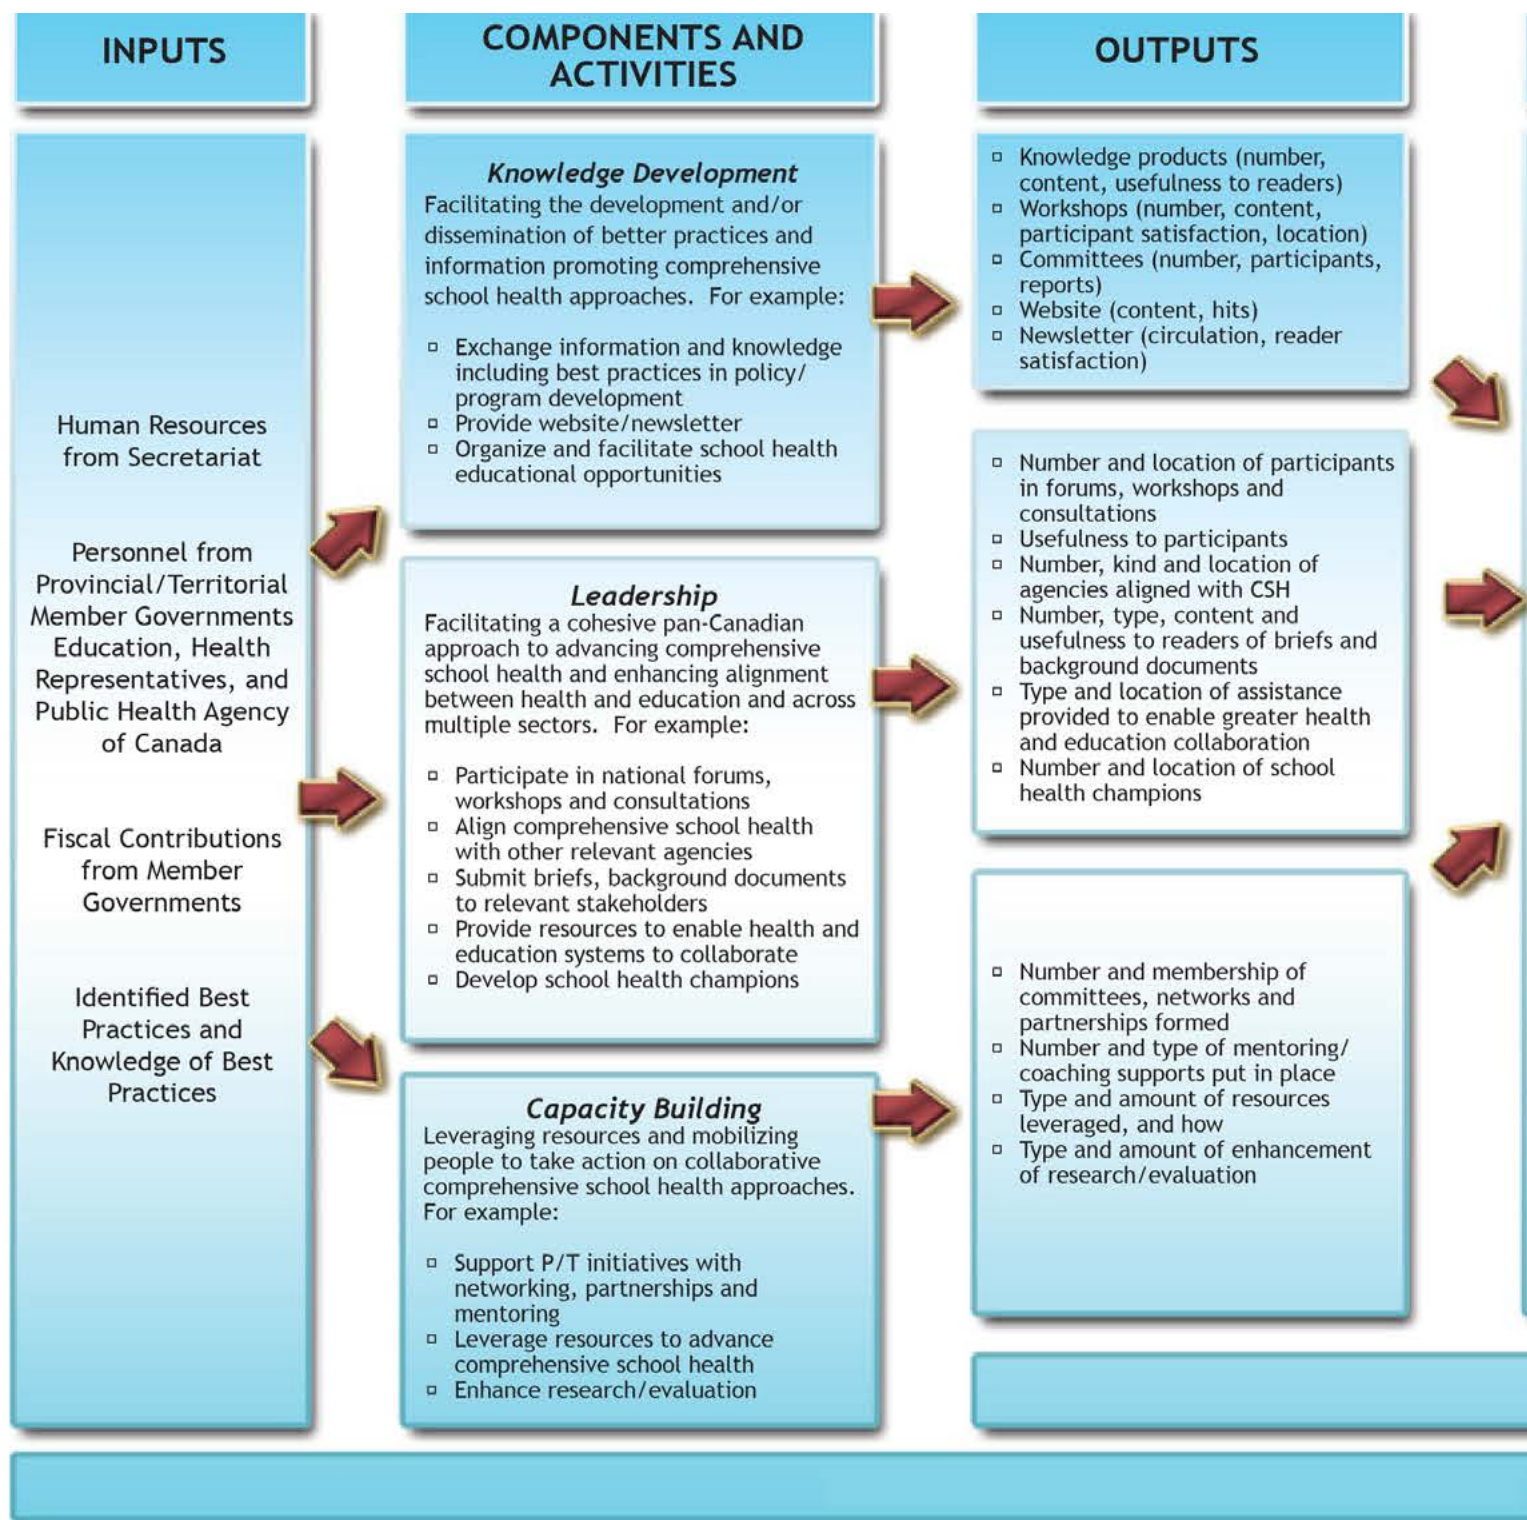 INPUTS
Human Resources
from Secretariat
Personnel from
Provincial/Territorial
Member Governments
Education, Health
Representatives, and
Public Health Agency
of Canada
Fiscal Contributions
from Member
Governments
Identified Best
Practices and
Knowledge of Best
Practices
COMPONENTS AND
ACTIVITIES
Knowledge Development
Facilitating the development and/or
dissemination of better practices and
information promoting comprehensive
school health approaches. For example:
▫ Exchange information and knowledge
including best practices in policy/
program development
▫ Provide website/newsletter
▫ Organize and facilitate school health
educational opportunities
Leadership
Facilitating a cohesive pan-Canadian
approach to advancing comprehensive
school health and enhancing alignment
between health and education and across
multiple sectors. For example:
▫ Participate in national forums,
workshops and consultations
▫ Align comprehensive school health
with other relevant agencies
▫ Submit briefs, background documents
to relevant stakeholders
▫ Provide resources to enable health and
education systems to collaborate
▫ Develop school health champions
Capacity Building
Leveraging resources and mobilizing
people to take action on collaborative
comprehensive school health approaches.
For example:
▫ Support P/T initiatives with
networking, partnerships and
mentoring
▫ Leverage resources to advance
comprehensive school health
▫ Enhance research/evaluation
OUTPUTS
▫ Knowledge products (number,
content, usefulness to readers)
▫ Workshops (number, content,
participant satisfaction, location)
▫ Committees (number, participants,
reports)
▫ Website (content, hits)
▫ Newsletter (circulation, reader
satisfaction)
▫ Number and location of participants
in forums, workshops and
consultations
▫ Usefulness to participants
▫ Number, kind and location of
agencies aligned with CSH
▫ Number, type, content and
usefulness to readers of briefs and
background documents
▫ Type and location of assistance
provided to enable greater health
and education collaboration
▫ Number and location of school
health champions
▫ Number and membership of
committees, networks and
partnerships formed
▫ Number and type of mentoring/
coaching supports put in place
▫ Type and amount of resources
leveraged, and how
▫ Type and amount of enhancement
of research/evaluation